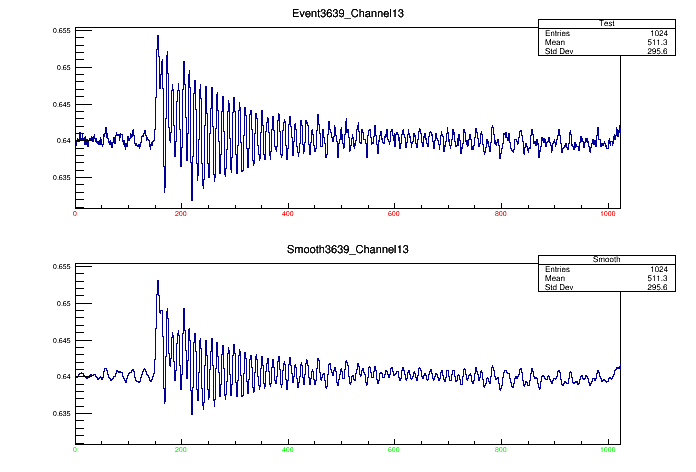 Event3639_Channel13
Test
Entries 1024
Mean 511.3
Std Dev 295.6
0.655
0.65
0.645
0.64
0.635
0 200 400 600 800 1000
Smooth3639_Channel13
Smooth
Entries 1024
Mean 511.3
Std Dev 295.6
0.655
0.65
0.645
0.64
0.635
0 200 400 600 800 1000